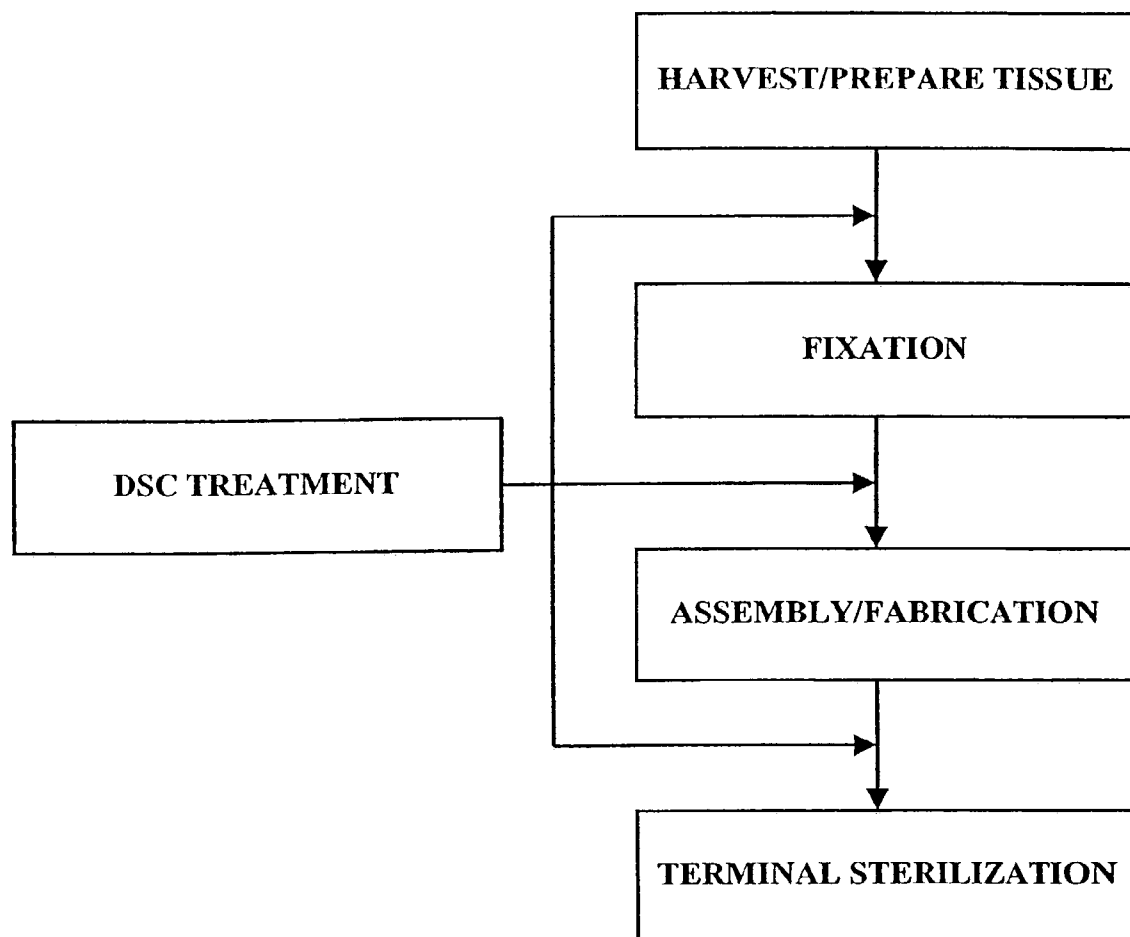 HARVEST/PREPARE TISSUE
FIXATION
DSC TREATMENT
ASSEMBLY/FABRICATION
TERMINAL STERILIZATION